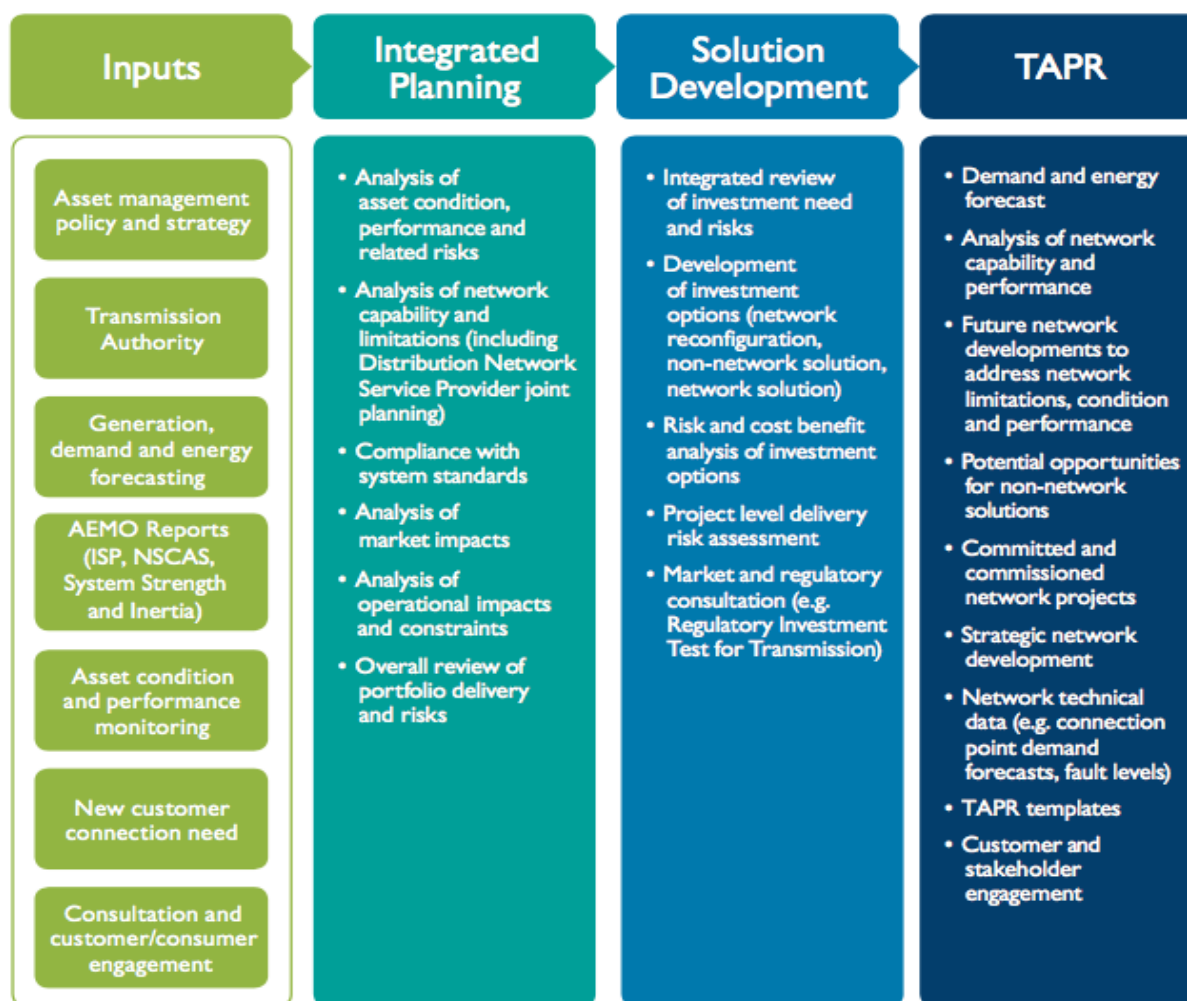 Inputs
Asset management
policy and strategy
Transmission
Authority
Generation,
demand and energy
forecasting
AEMO Reports
(ISP, NSCAS,
System Strength
and Inertia)
Asset condition
and performance
monitoring
New customer
connection need
Consultation and
customer/consumer
engagement
Integrated
Planning
• Analysis of
asset condition,
performance and
related risks
• Analysis of network
capability and
limitations (including
Distribution Network
Service Provider joint
planning)
• Compliance with
system standards
• Analysis of
market impacts
• Analysis of
operational impacts
and constraints
• Overall review of
portfolio delivery
and risks
Solution
Development
• Integrated review
of investment need
and risks
• Development
of investment
options (network
reconfiguration,
non-network solution,
network solution)
• Risk and cost benefit
analysis of investment
options
• Project level delivery
risk assessment
• Market and regulatory
consultation (e.g.
Regulatory Investment
Test for Transmission)
TAPR
• Demand and energy
forecast
• Analysis of network
capability and
performance
• Future network
developments to
address network
limitations, condition
and performance
• Potential opportunities
for non-network
solutions
• Committed and
commissioned
network projects
• Strategic network
development
• Network technical
data (e.g. connection
point demand
forecasts, fault levels)
• TAPR templates
• Customer and
stakeholder
engagement